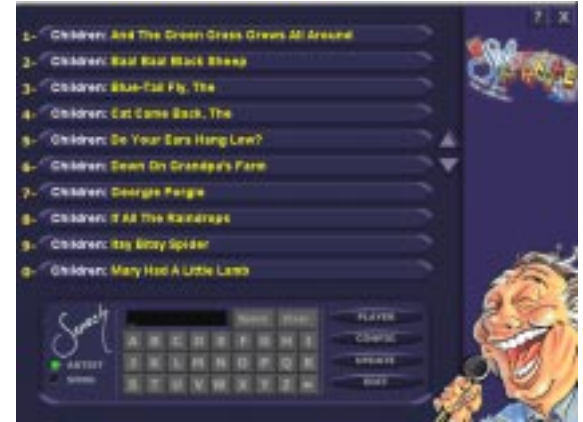 ? X
1- Children: And The Green Grass Grows All Around
2- Children: Baa! Baa! Black Sheep
3- Children: Blue-Tail Fly, The
4- Children: Cat Came Back, The
5- Children: Do Your Ears Hang Low?
6- Children: Down On Grandpa's Farm
7- Children: Georgie Porgie
8- Children: If All The Raindrops
9- Children: Itsy Bitsy Spider
0- Children: Mary Had A Little Lamb
Search
PLAYER
A B C D E F G H I
CONFIG
ARTIST
J K L M N O P Q R
UPDATE
SONG
S T U V W X Y Z